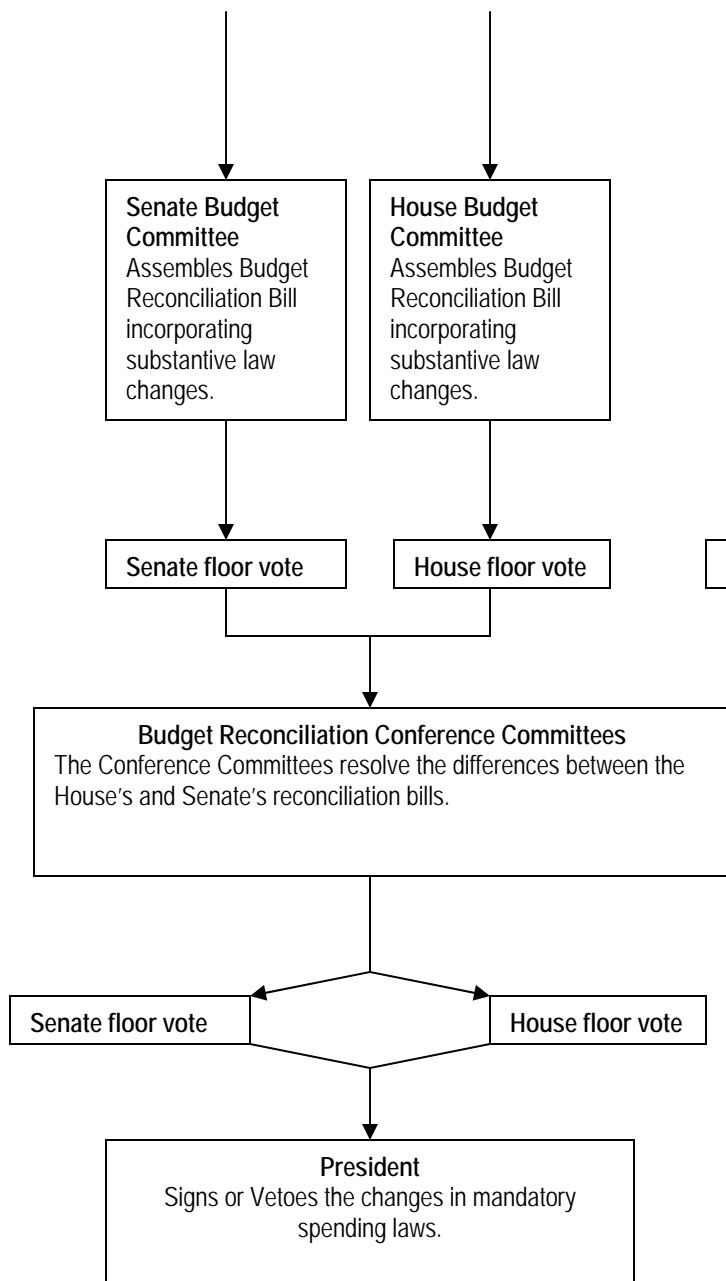 Senate Budget
Committee
Assembles Budget
Reconciliation Bill
incorporating
substantive law
changes.
House Budget
Committee
Assembles Budget
Reconciliation Bill
incorporating
substantive law
changes.
Senate floor vote
House floor vote
Budget Reconciliation Conference Committees
The Conference Committees resolve the differences between the
House’s and Senate’s reconciliation bills.
Senate floor vote
House floor vote
President
Signs or Vetoes the changes in mandatory
spending laws.